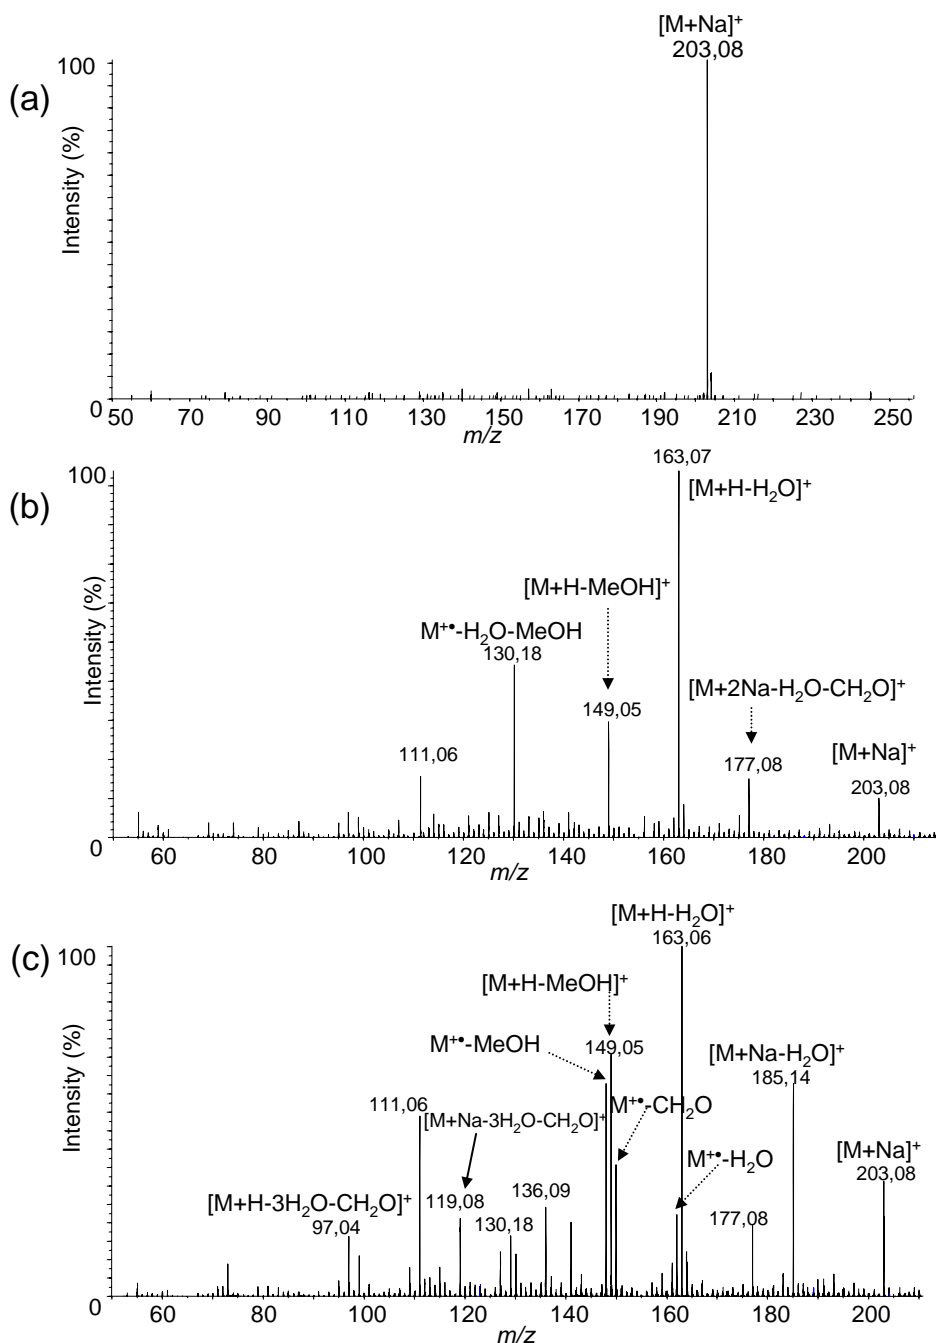 [M+Na]⁺
203,08
(a)
100
Intensity (%)
0
50 70 90 110 130 150 170 190 210 230 250
m/z
(b)
100
163,07
[M+H-H₂O]⁺
[M+H-MeOH]⁺
M⁺•-H₂O-MeOH
130,18
[M+2Na-H₂O-CH₂O]⁺
149,05
177,08
[M+Na]⁺
203,08
111,06
Intensity (%)
0
60 80 100 120 140 160 180 200
m/z
(c)
100
[M+H-H₂O]⁺
163,06
[M+H-MeOH]⁺
149,05
M⁺•-MeOH
[M+Na-H₂O]⁺
185,14
111,06
[M+Na-3H₂O-CH₂O]⁺
M⁺•-CH₂O
M⁺•-H₂O
[M+Na]⁺
203,08
[M+H-3H₂O-CH₂O]⁺
97,04
119,08
130,18
136,09
177,08
Intensity (%)
0
60 80 100 120 140 160 180 200
m/z